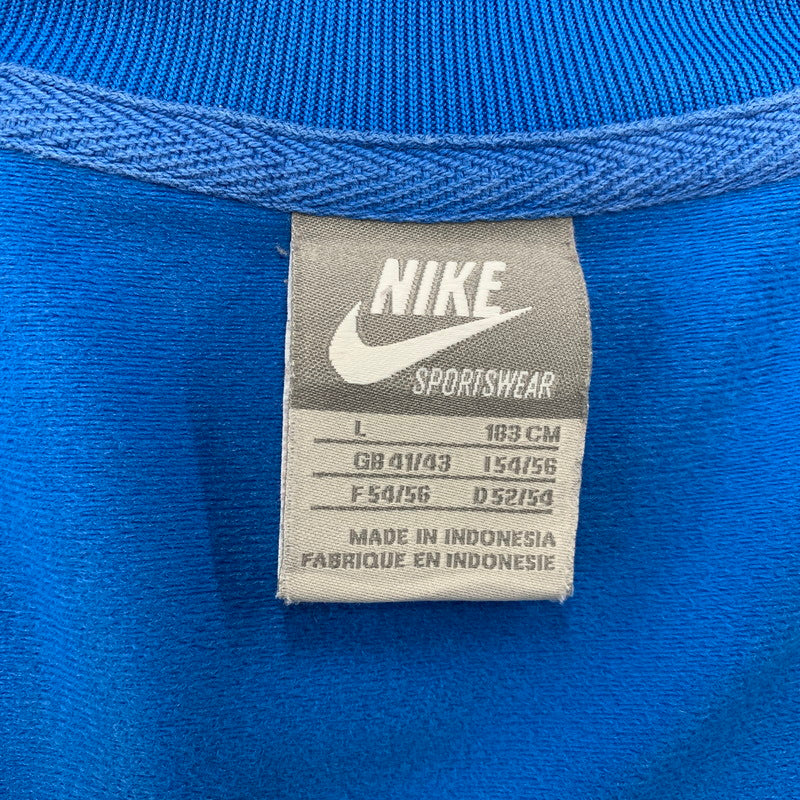 NIKE
SPORTSWEAR
L 183 CM
GB 41/43 I 54/56
F 54/56 D 52/54
MADE IN INDONESIA
FABRIQUE EN INDONESIE